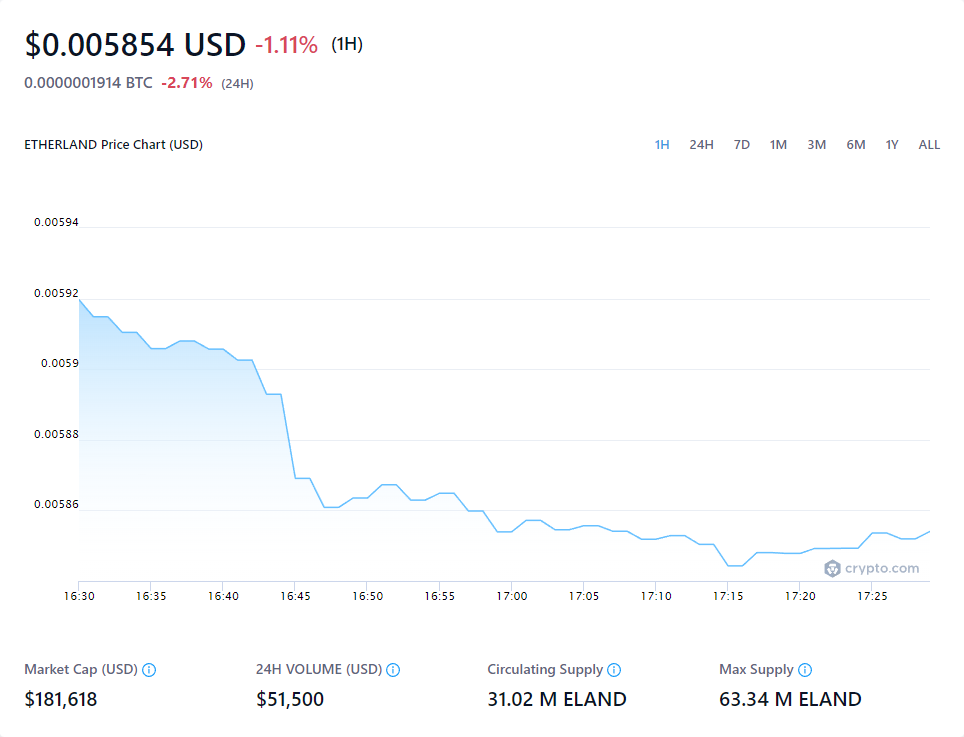 $0.005854 USD -1.11% (1H)
0.0000001914 BTC -2.71% (24H)
ETHERLAND Price Chart (USD) 1H 24H 7D 1M 3M 6M 1Y ALL
0.00594
0.00592
0.0059
0.00588
0.00586
crypto.com
16:30 16:35 16:40 16:45 16:50 16:55 17:00 17:05 17:10 17:15 17:20 17:25
Market Cap (USD) 24H VOLUME (USD) Circulating Supply Max Supply
$181,618 $51,500 31.02 M ELAND 63.34 M ELAND